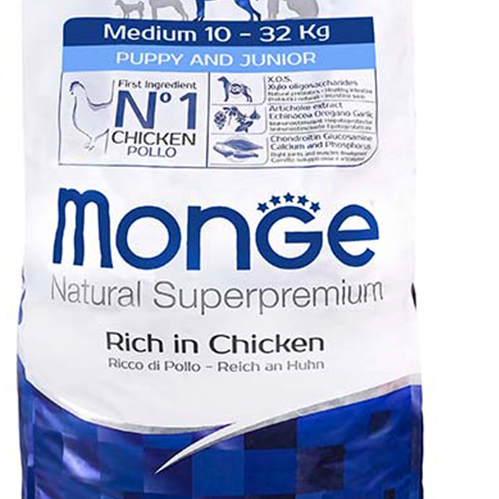 Medium 10 - 32 Kg
PUPPY AND JUNIOR
First Ingredient
Nº1
CHICKEN
POLLO
X.O.S.
Xylo oligosaccharides
Artichoke extract
Echinacea Oregano Garlic
Chondroitin Glucosamine
Calcium and Phosphorus
monGe
Natural Superpremium
Rich in Chicken
Ricco di Pollo - Reich an Huhn